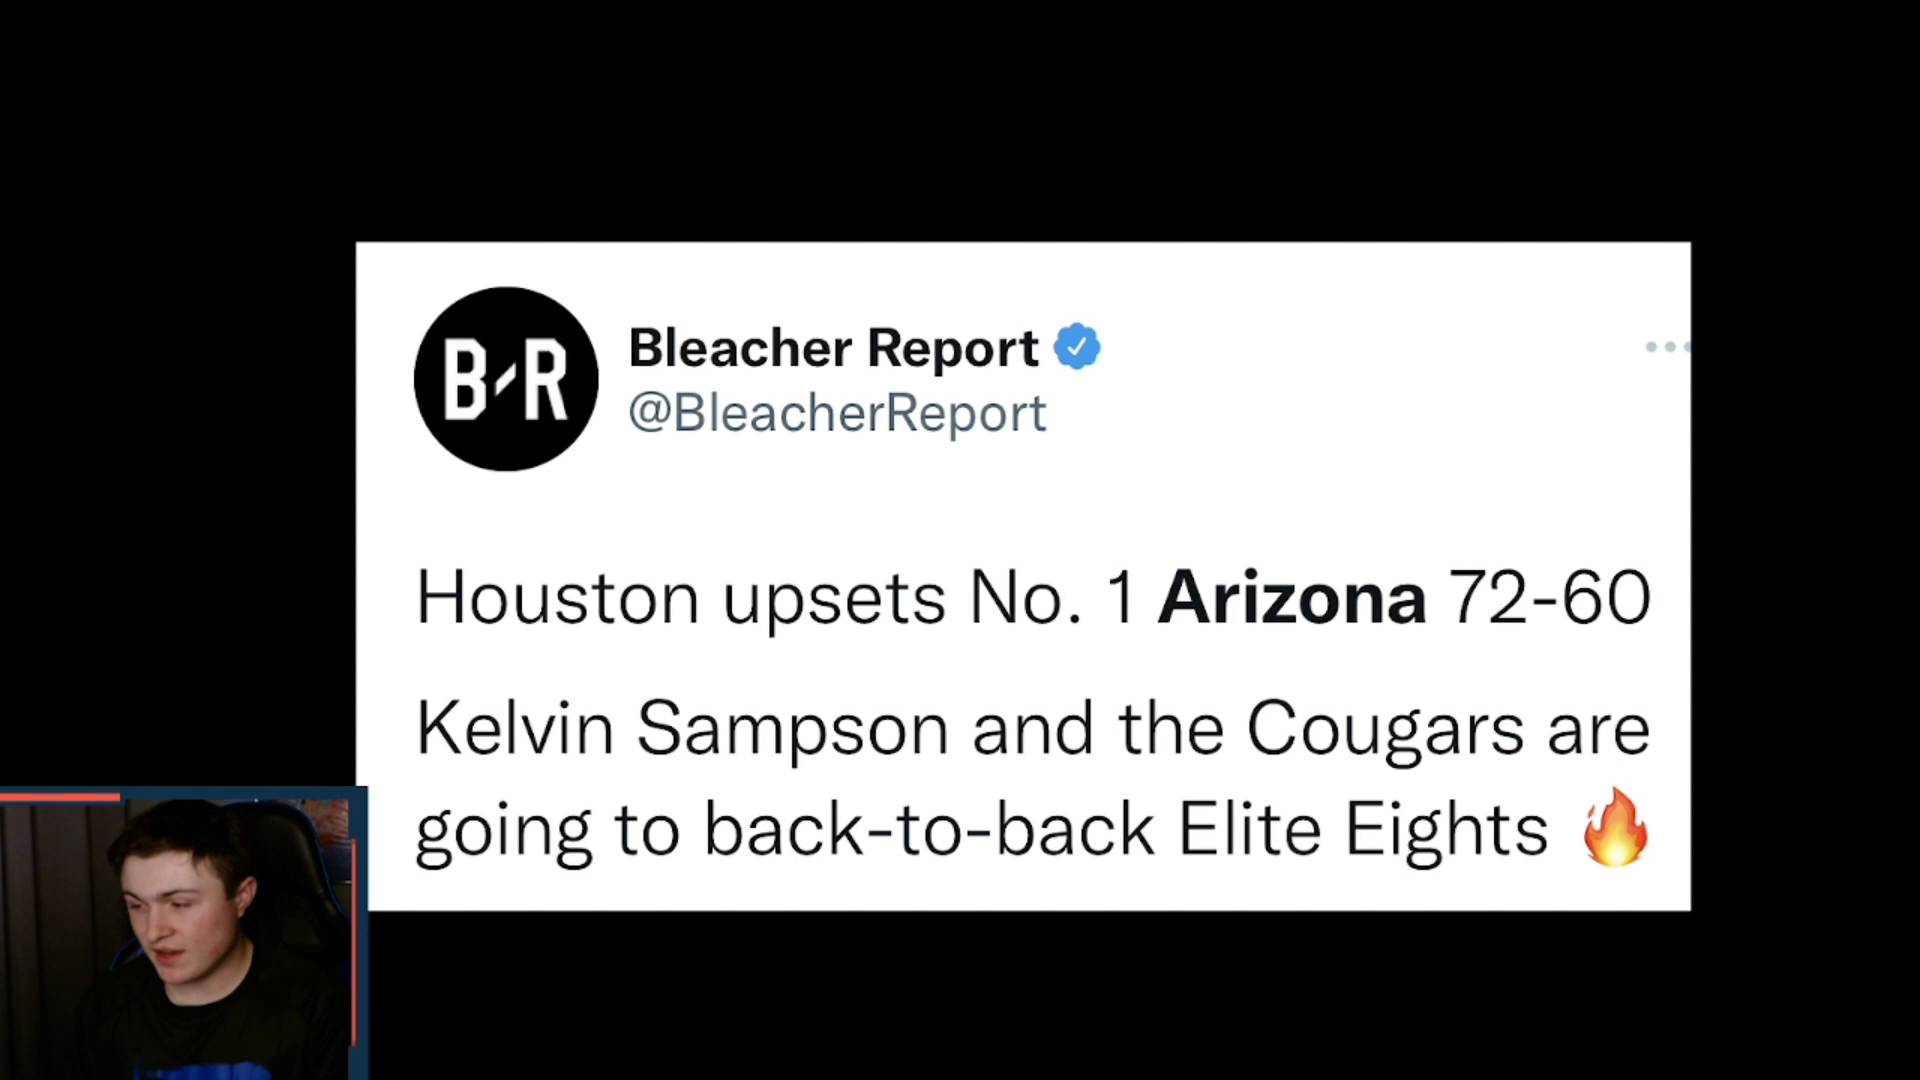 B/R
Bleacher Report
@BleacherReport
Houston upsets No. 1 Arizona 72-60
Kelvin Sampson and the Cougars are
going to back-to-back Elite Eights 🔥